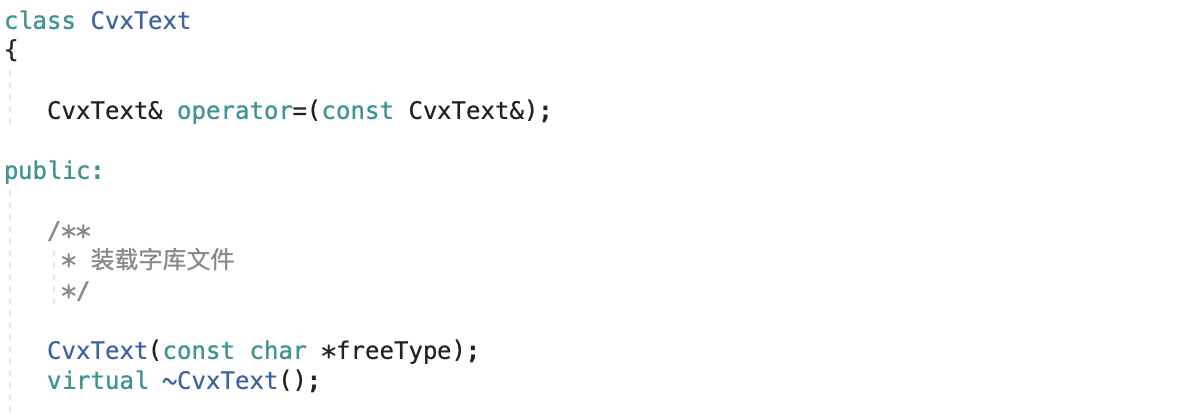 class CvxText
{
CvxText& operator=(const CvxText&);
public:
/**
* 装载字库文件
*/
CvxText(const char *freeType);
virtual ~CvxText();